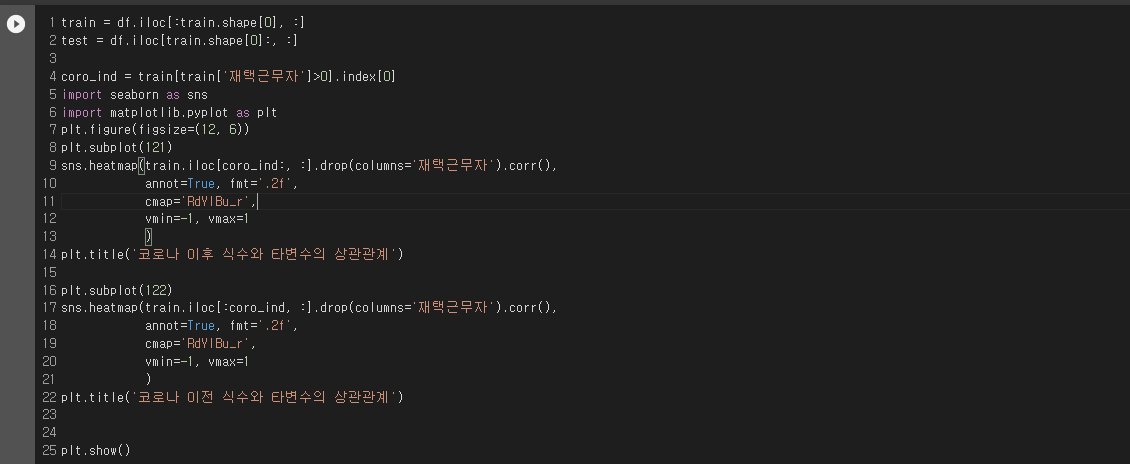 1 train = df.iloc[:train.shape[0], :]
2 test = df.iloc[train.shape[0]:, :]
3
4 coro_ind = train[train['재택근무자']>0].index[0]
5 import seaborn as sns
6 import matplotlib.pyplot as plt
7 plt.figure(figsize=(12, 6))
8 plt.subplot(121)
9 sns.heatmap(train.iloc[coro_ind:, :].drop(columns='재택근무자').corr(),
10             annot=True, fmt='.2f',
11             cmap='RdYlBu_r',
12             vmin=-1, vmax=1
13             )
14 plt.title('코로나 이후 식수와 타변수의 상관관계')
15
16 plt.subplot(122)
17 sns.heatmap(train.iloc[:coro_ind, :].drop(columns='재택근무자').corr(),
18             annot=True, fmt='.2f',
19             cmap='RdYlBu_r',
20             vmin=-1, vmax=1
21             )
22 plt.title('코로나 이전 식수와 타변수의 상관관계')
23
24
25 plt.show()